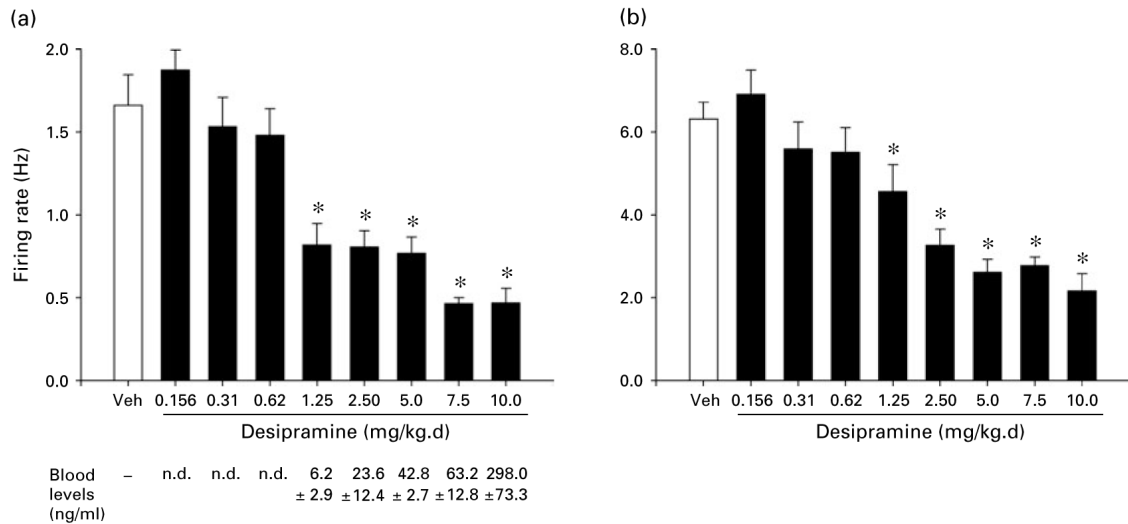 (a)
2.0
1.5
1.0
0.5
0.0
Firing rate (Hz)
* * * * *
Veh 0.156 0.31 0.62 1.25 2.50 5.0 7.5 10.0
Desipramine (mg/kg.d)
Blood – n.d. n.d. n.d. 6.2 23.6 42.8 63.2 298.0
levels ± 2.9 ±12.4 ± 2.7 ±12.8 ±73.3
(ng/ml)
(b)
8.0
6.0
4.0
2.0
0.0
* * * * *
Veh 0.156 0.31 0.62 1.25 2.50 5.0 7.5 10.0
Desipramine (mg/kg.d)